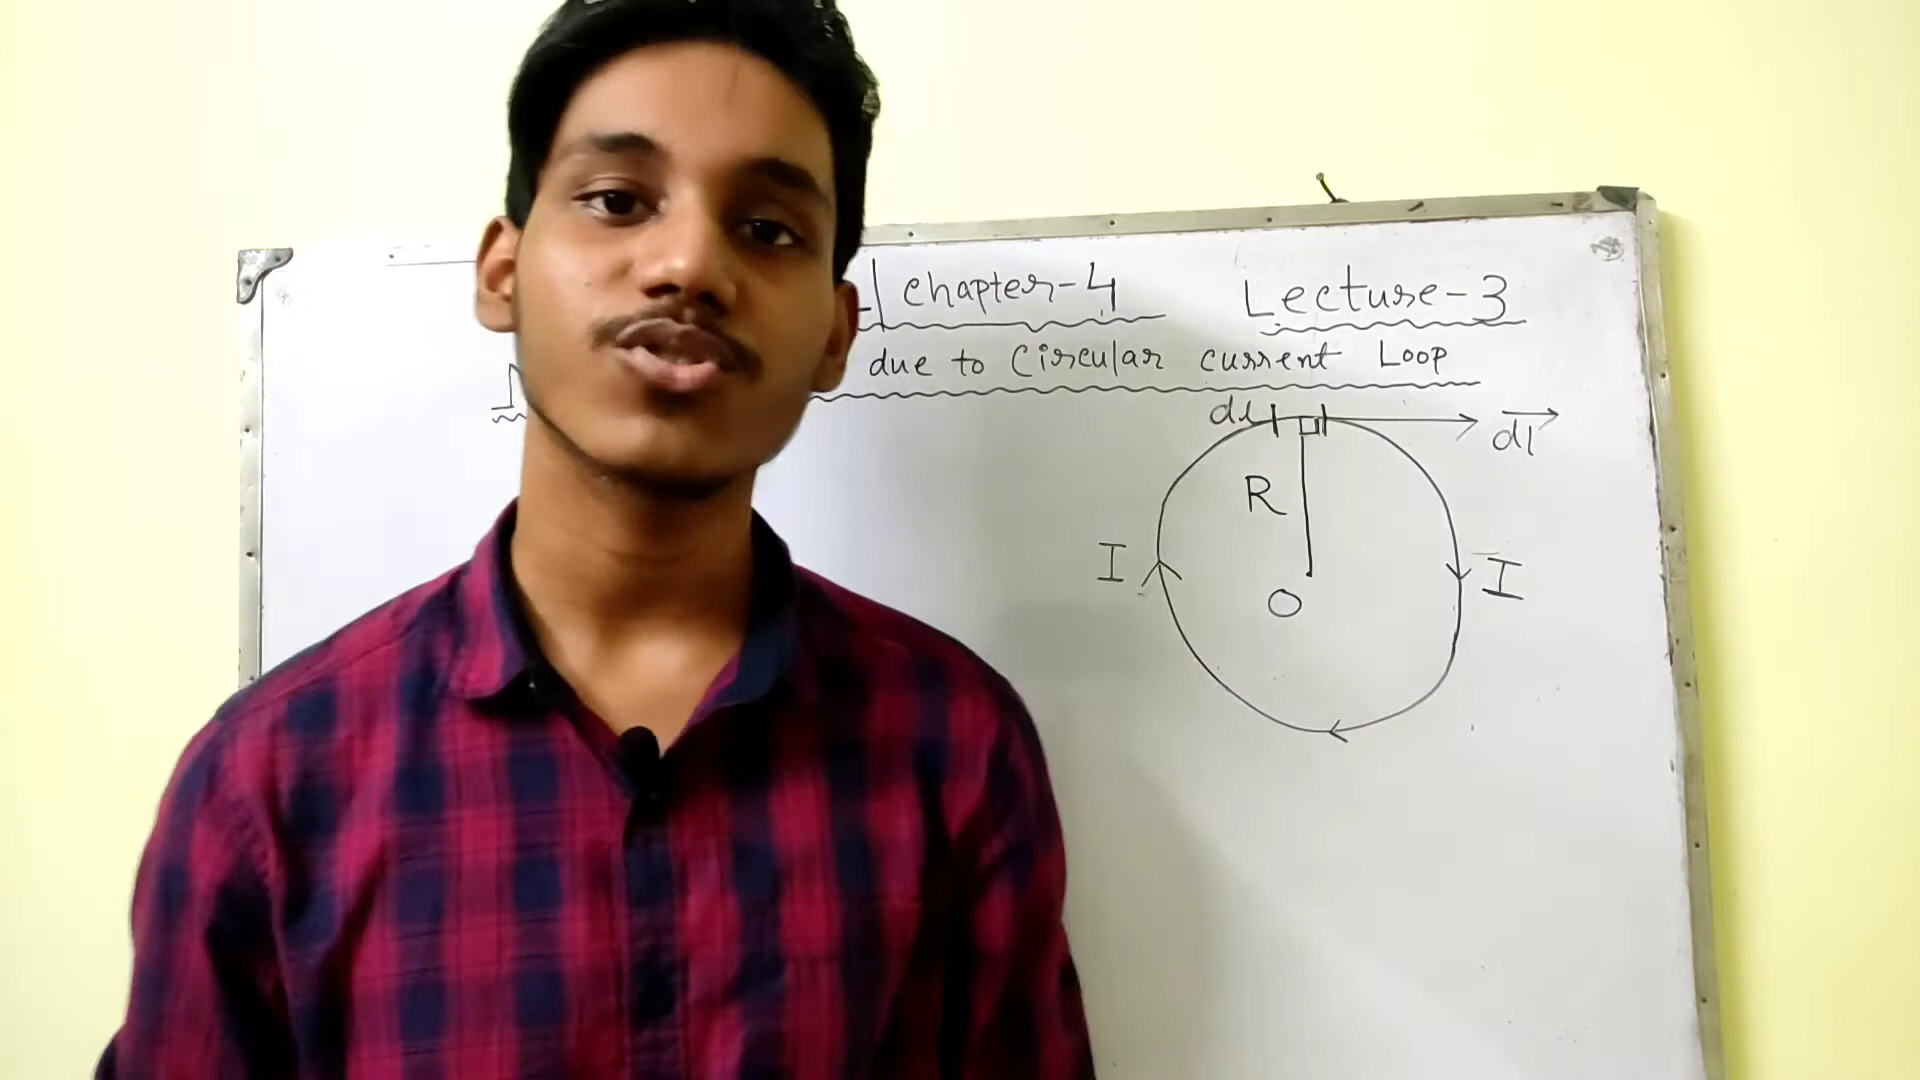 chapter-4 Lecture-3
due to Circular current Loop
dl
dl
R
I
I
O